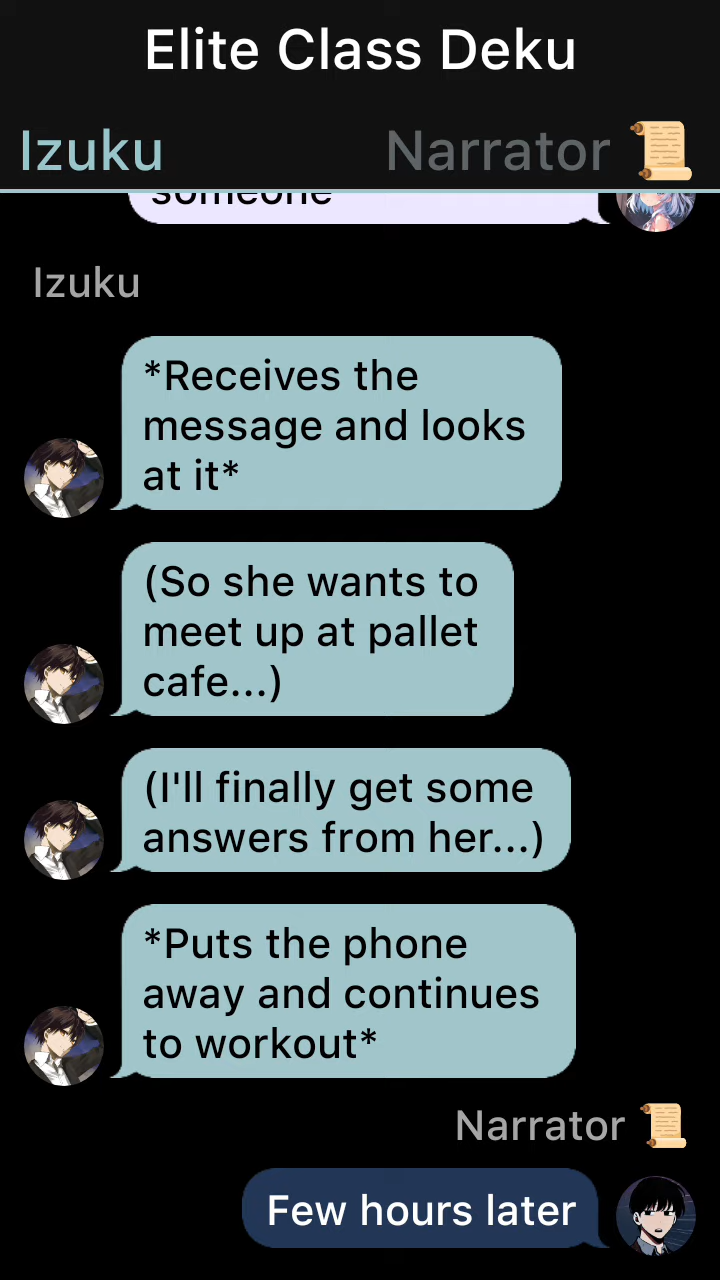 Elite Class Deku
Izuku
Narrator 📜
someone
Izuku
*Receives the
message and looks
at it*
(So she wants to
meet up at pallet
cafe...)
(I'll finally get some
answers from her...)
*Puts the phone
away and continues
to workout*
Narrator 📜
Few hours later